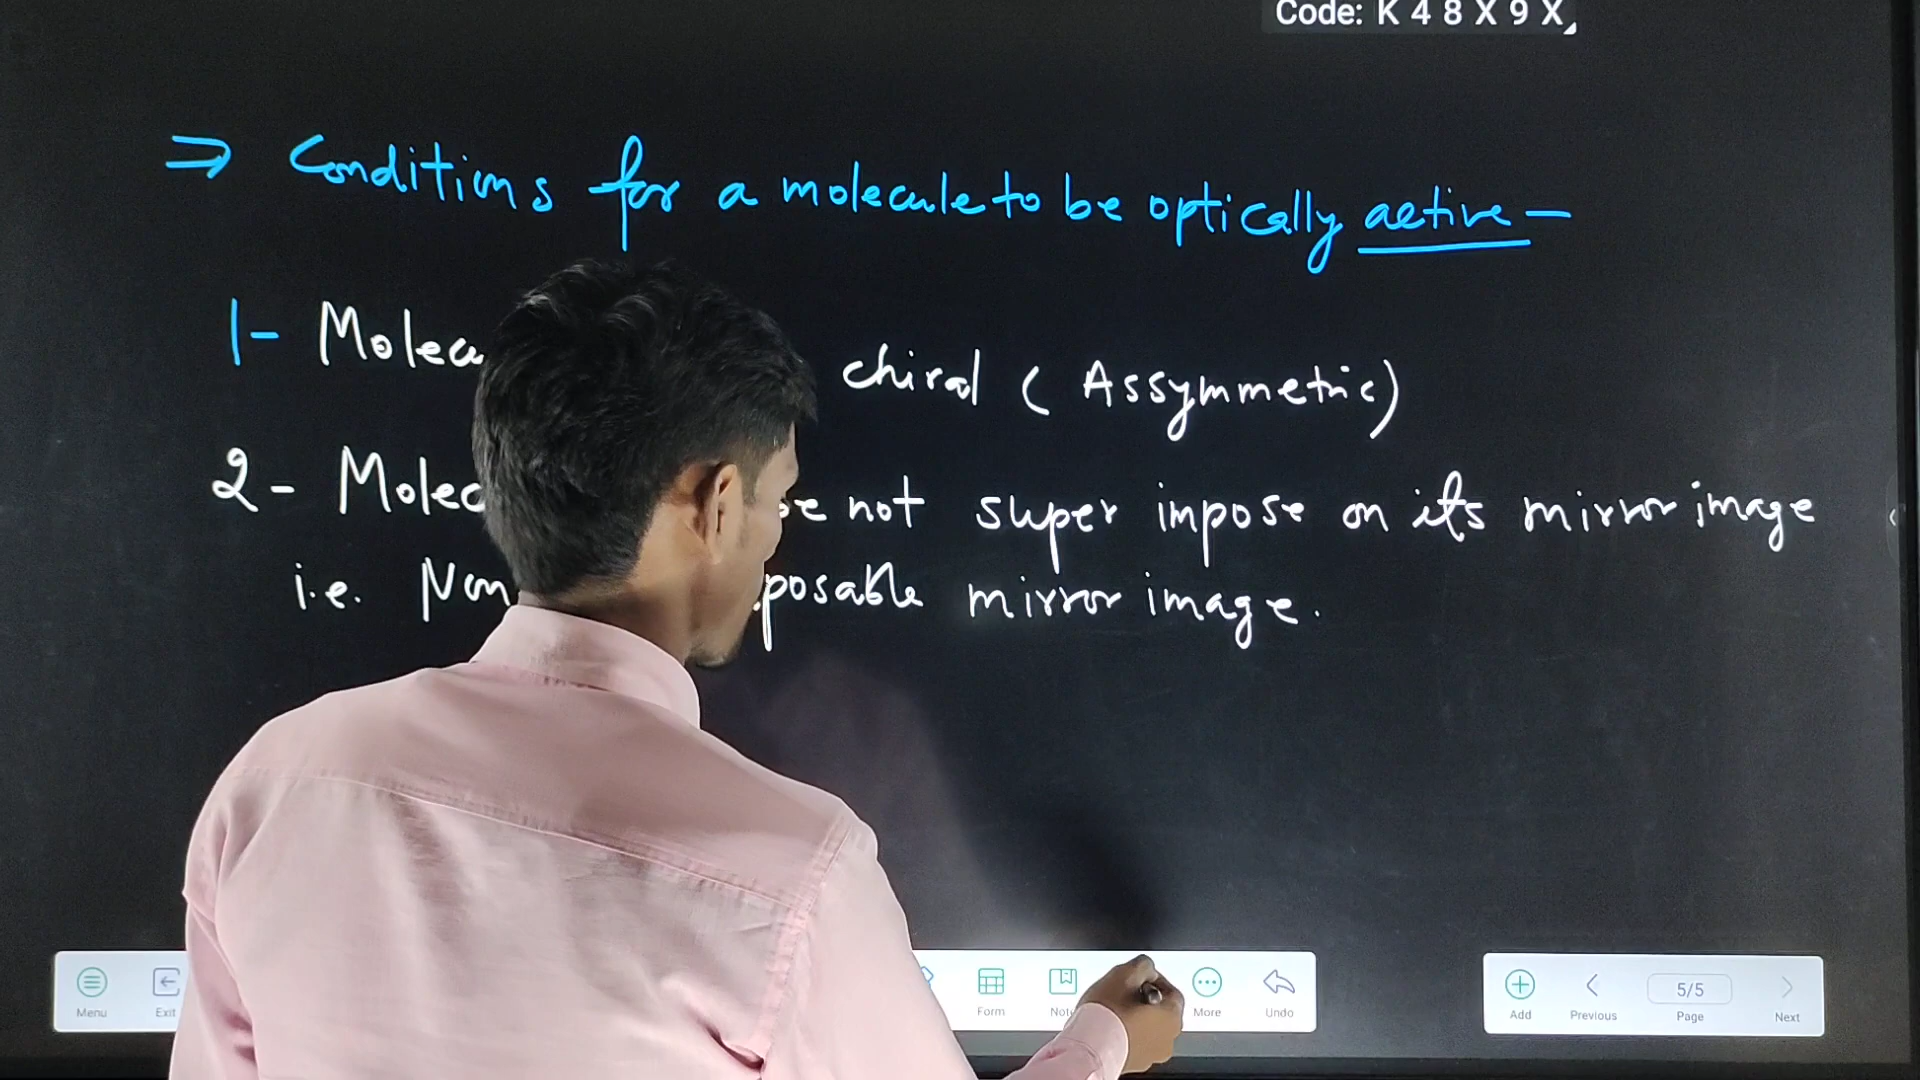 Code: K 4 8 X 9 X
⇒ Conditions for a molecule to be optically active –
1- Molecu chiral ( Assymmetric)
2- Molec not super impose on its mirror image
i.e. Non posable mirror image.
Menu Exit Form Note More Undo Add Previous 5/5 Page Next